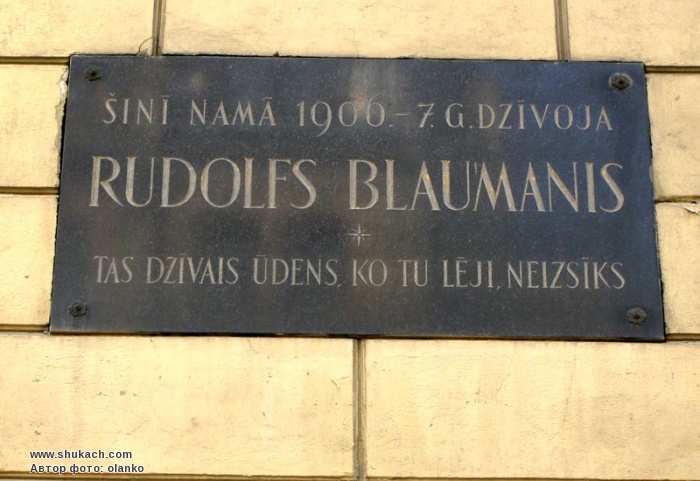 ŠINĪ NAMĀ 1906.–7. G. DZĪVOJA
RUDOLFS BLAUMANIS
TAS DZĪVAIS ŪDENS, KO TU LĒJI, NEIZSĪKS
www.shukach.com
Автор фото: olanko